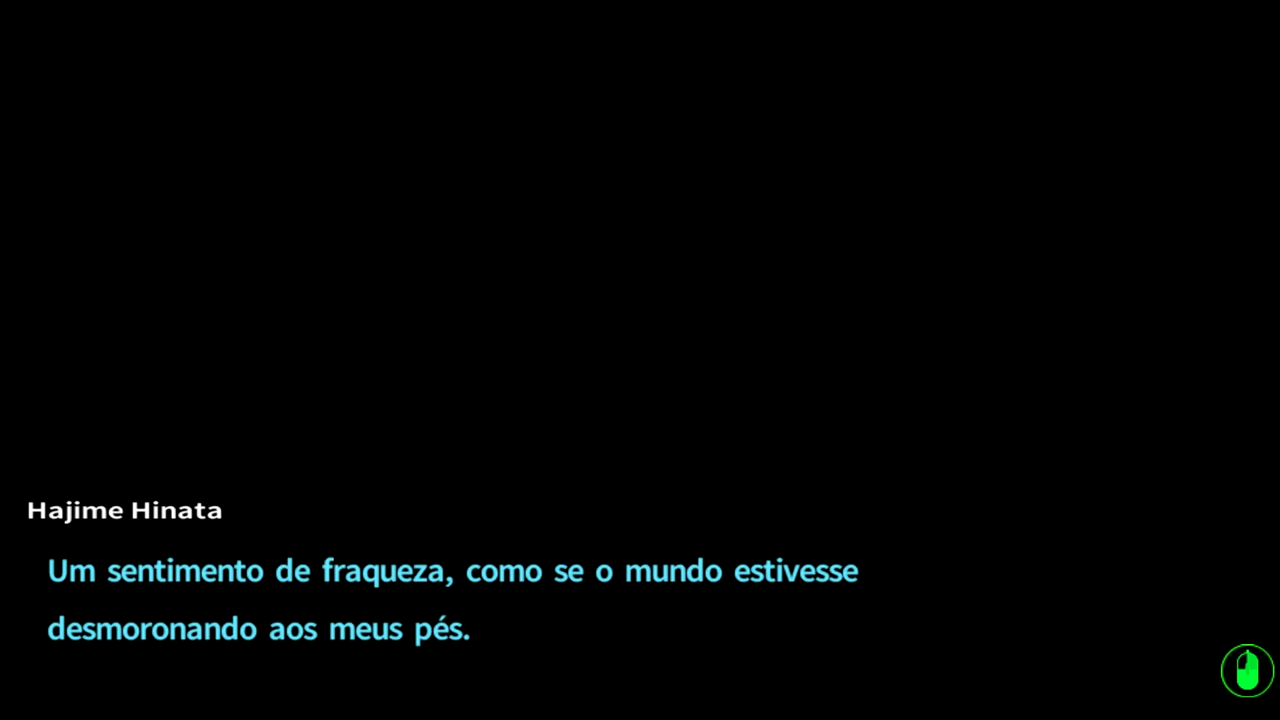 Hajime Hinata
Um sentimento de fraqueza, como se o mundo estivesse
desmoronando aos meus pés.